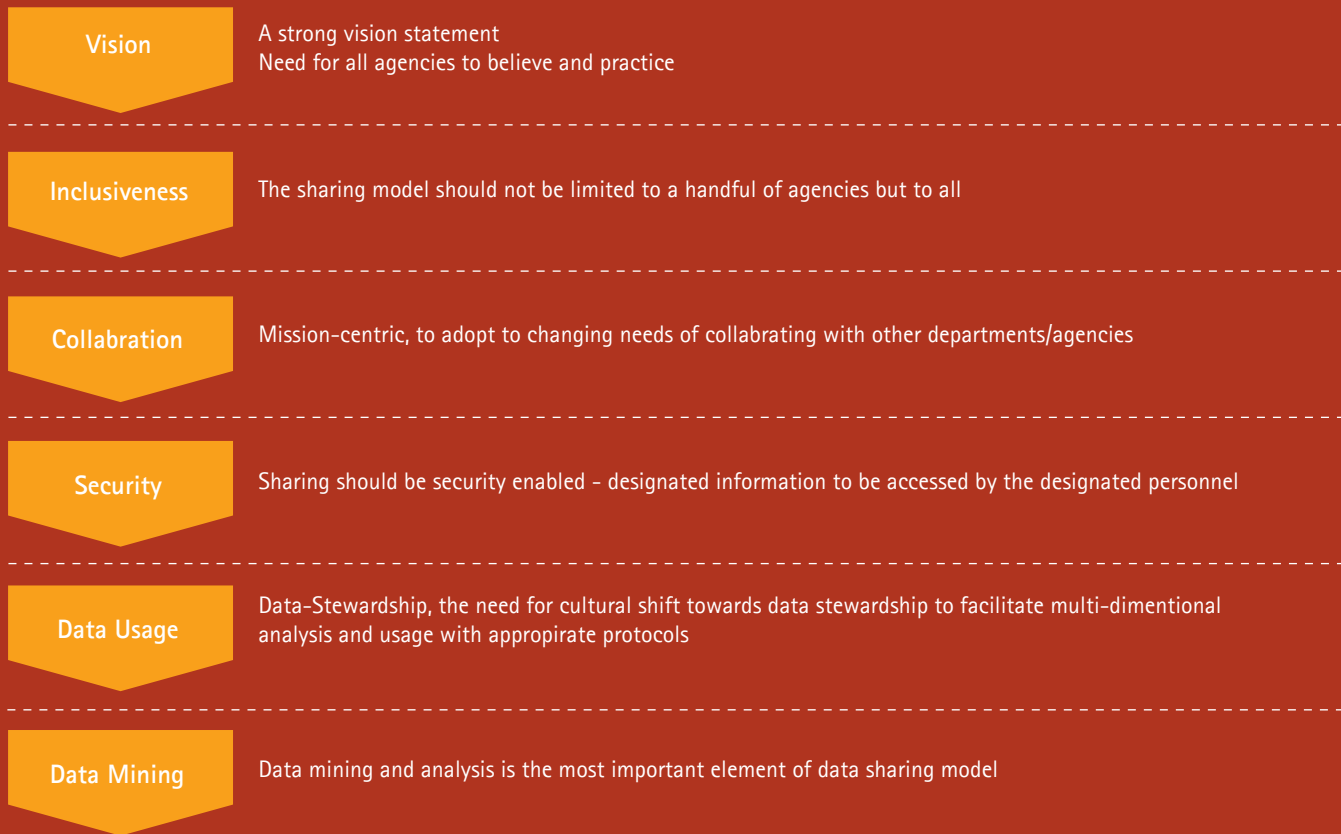 Vision
A strong vision statement
Need for all agencies to believe and practice
Inclusiveness
The sharing model should not be limited to a handful of agencies but to all
Collabration
Mission-centric, to adopt to changing needs of collabrating with other departments/agencies
Security
Sharing should be security enabled - designated information to be accessed by the designated personnel
Data Usage
Data-Stewardship, the need for cultural shift towards data stewardship to facilitate multi-dimentional
analysis and usage with appropirate protocols
Data Mining
Data mining and analysis is the most important element of data sharing model